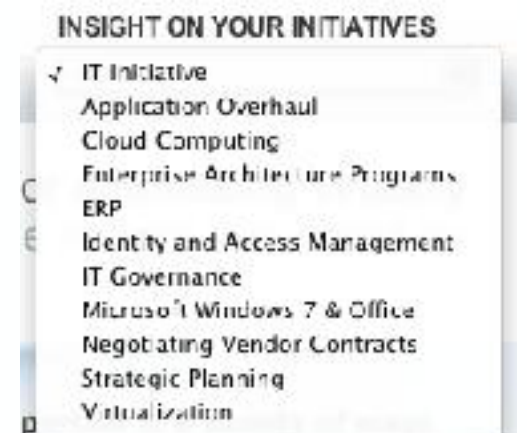 INSIGHT ON YOUR INITIATIVES
✓ IT Initiative
Application Overhaul
Cloud Computing
Enterprise Architecture Programs
ERP
Identity and Access Management
IT Governance
Microsoft Windows 7 & Office
Negotiating Vendor Contracts
Strategic Planning
Virtualization